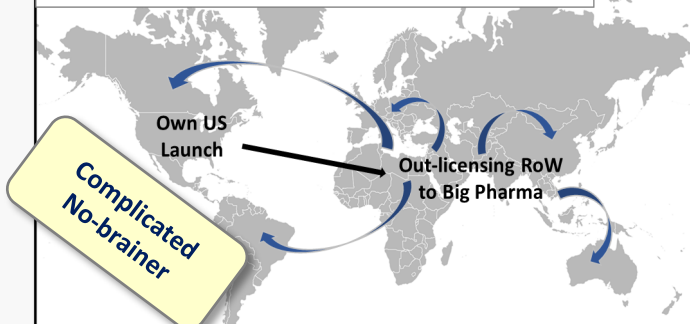 Own US
Launch
Out-licensing RoW
to Big Pharma
Complicated
No-brainer